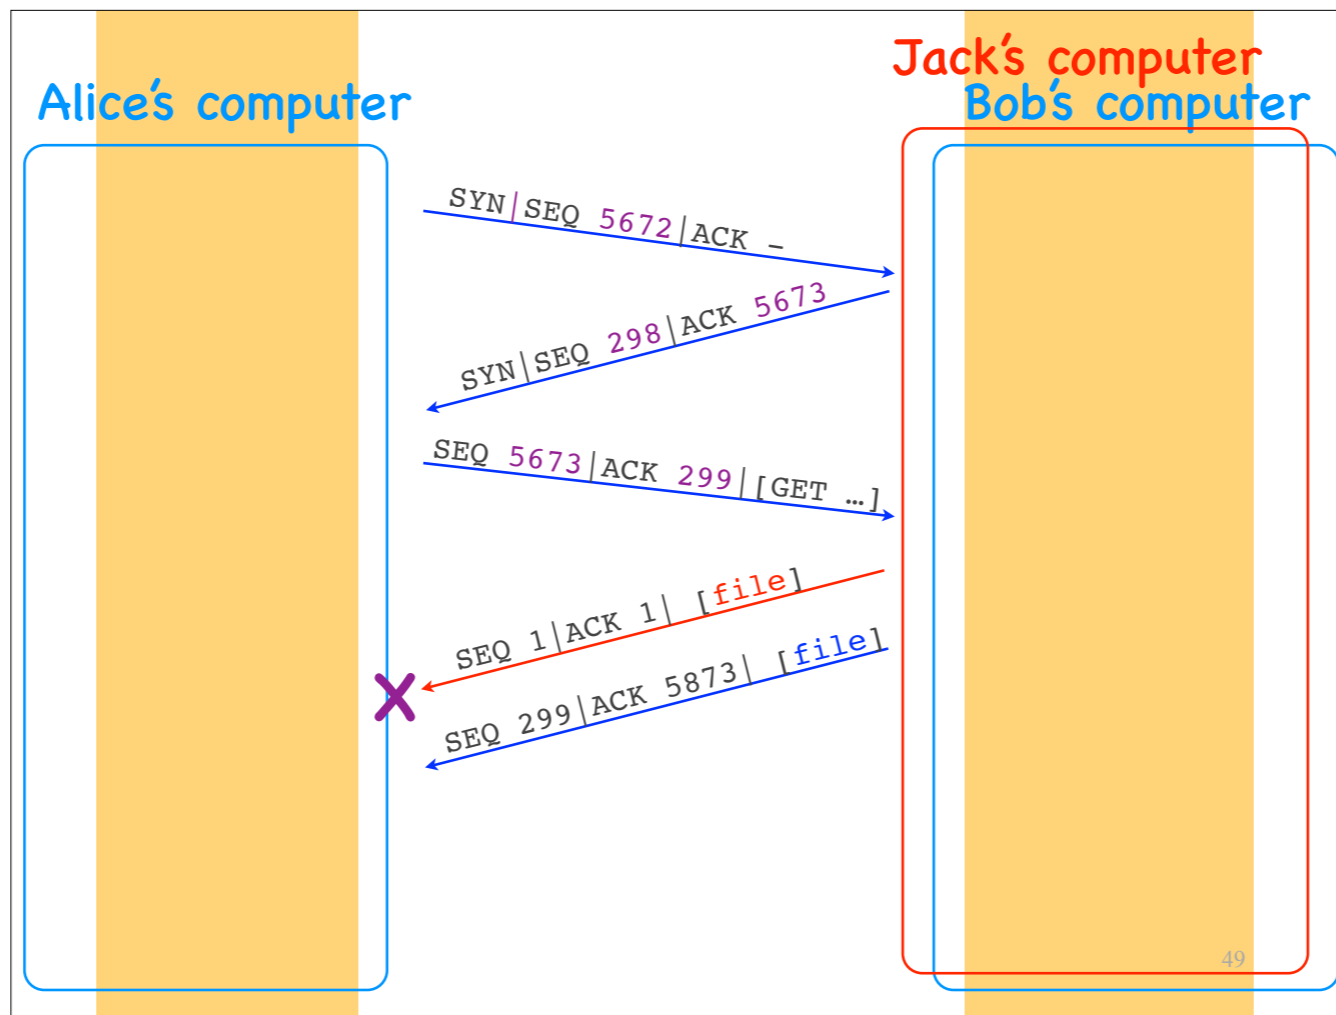 Jack's computer
Alice's computer
Bob's computer
SYN|SEQ 5672|ACK –
SYN|SEQ 298|ACK 5673
SEQ 5673|ACK 299|[GET …]
SEQ 1|ACK 1| [file]
SEQ 299|ACK 5873| [file]
49